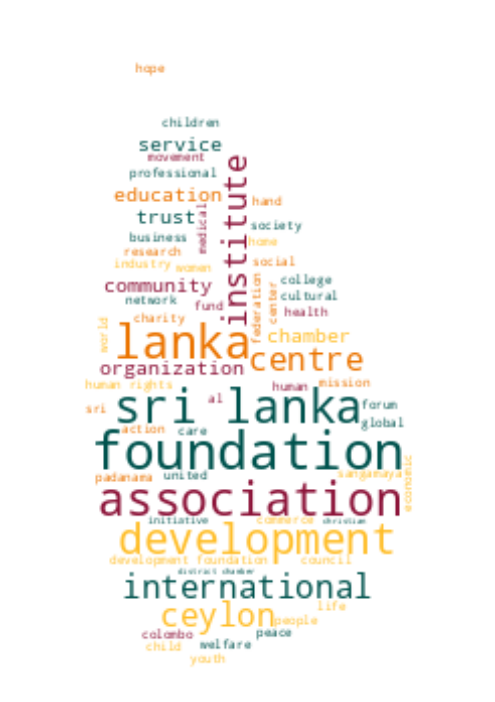 hope
children
service
movement
professional
institute
education
hand
trust
medical
society
business
home
research
industry women
social
community
college
network
cultural
fund
federation
center
health
charity
world
lanka
chamber
centre
organization
human rights
human
mission
sri
sri lanka
al
forum
action
care
global
foundation
padanama
united
sangamaya
economic
association
initiative
commerce
christian
development
development foundation
council
district chamber
international
ceylon
life
people
colombo
peace
child
welfare
youth